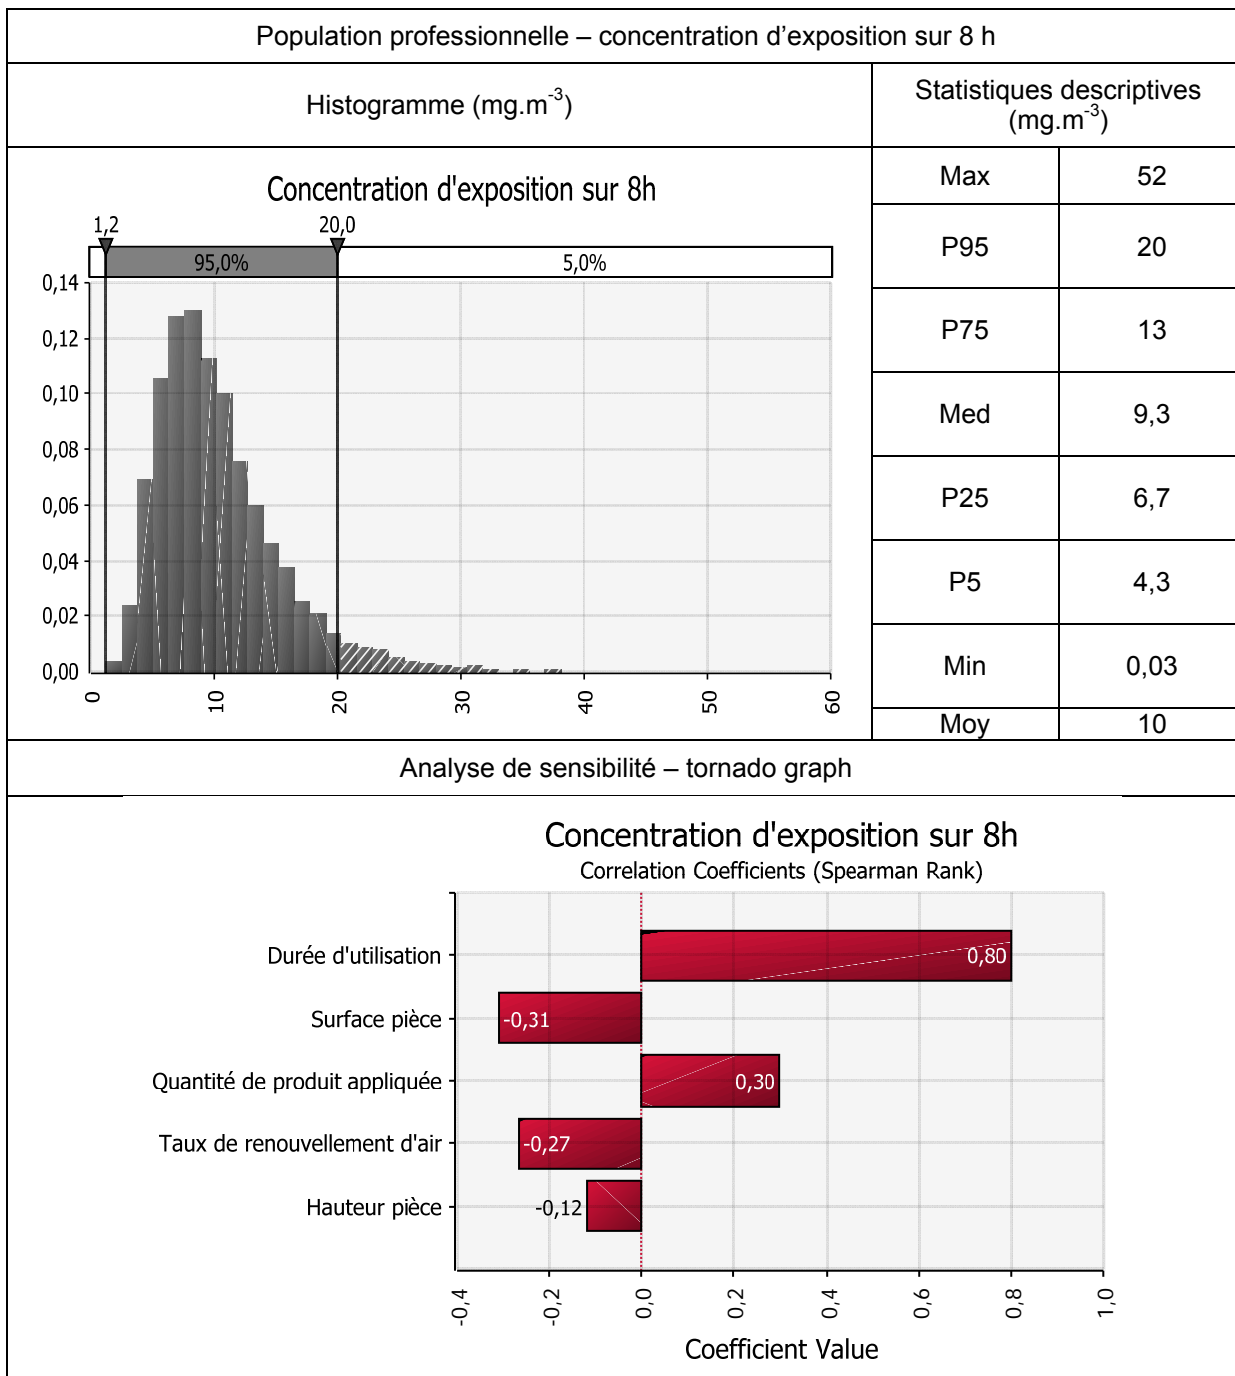 Population professionnelle – concentration d'exposition sur 8 h
Histogramme (mg.m-3)
Statistiques descriptives
(mg.m-3)
Concentration d'exposition sur 8h
1,2
20,0
95,0%
5,0%
0,14
0,12
0,10
0,08
0,06
0,04
0,02
0,00
0
10
20
30
40
50
60
Max
52
P95
20
P75
13
Med
9,3
P25
6,7
P5
4,3
Min
0,03
Moy
10
Analyse de sensibilité – tornado graph
Concentration d'exposition sur 8h
Correlation Coefficients (Spearman Rank)
Durée d'utilisation
0,80
Surface pièce
-0,31
Quantité de produit appliquée
0,30
Taux de renouvellement d'air
-0,27
Hauteur pièce
-0,12
-0,4
-0,2
0,0
0,2
0,4
0,6
0,8
1,0
Coefficient Value